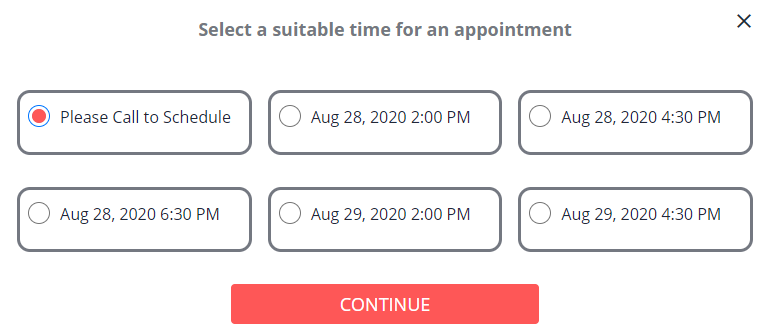 Select a suitable time for an appointment
Please Call to Schedule
Aug 28, 2020 2:00 PM
Aug 28, 2020 4:30 PM
Aug 28, 2020 6:30 PM
Aug 29, 2020 2:00 PM
Aug 29, 2020 4:30 PM
CONTINUE